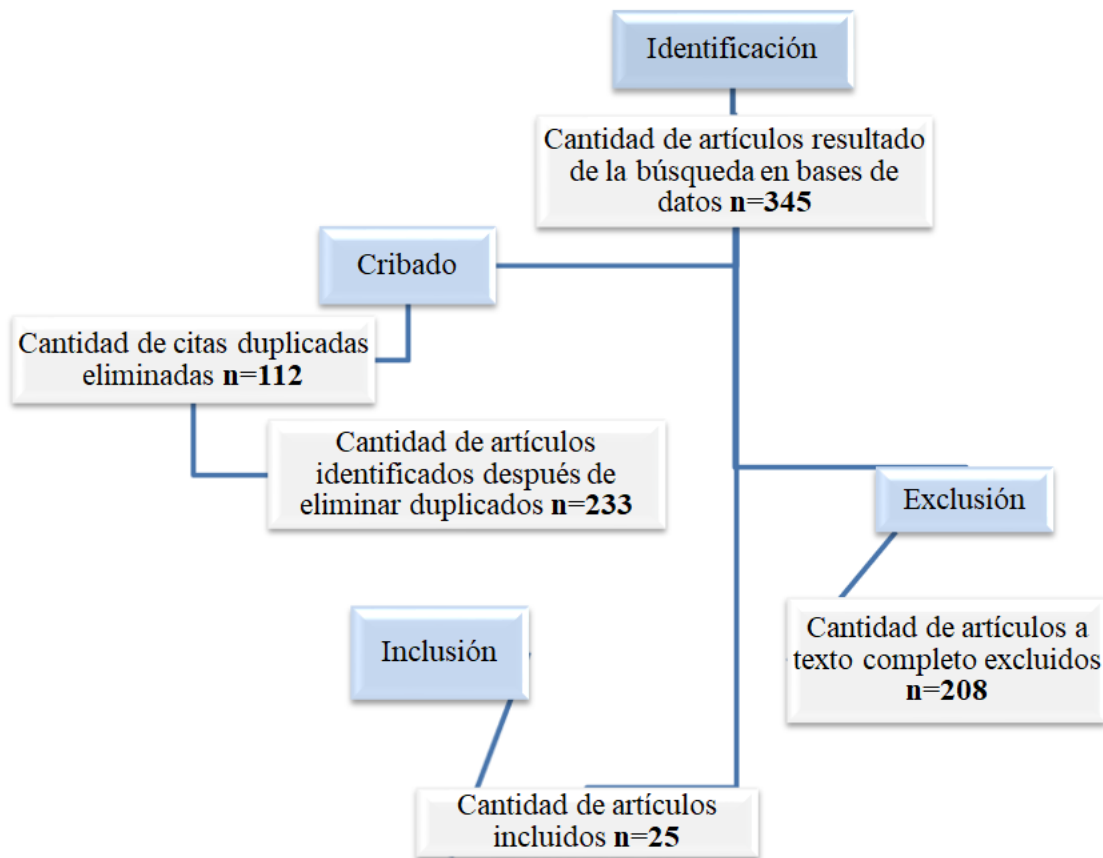 Identificación
Cantidad de artículos resultado
de la búsqueda en bases de
datos n=345
Cribado
Cantidad de citas duplicadas
eliminadas n=112
Cantidad de artículos
identificados después de
eliminar duplicados n=233
Exclusión
Cantidad de artículos a
texto completo excluidos
n=208
Inclusión
Cantidad de artículos
incluidos n=25